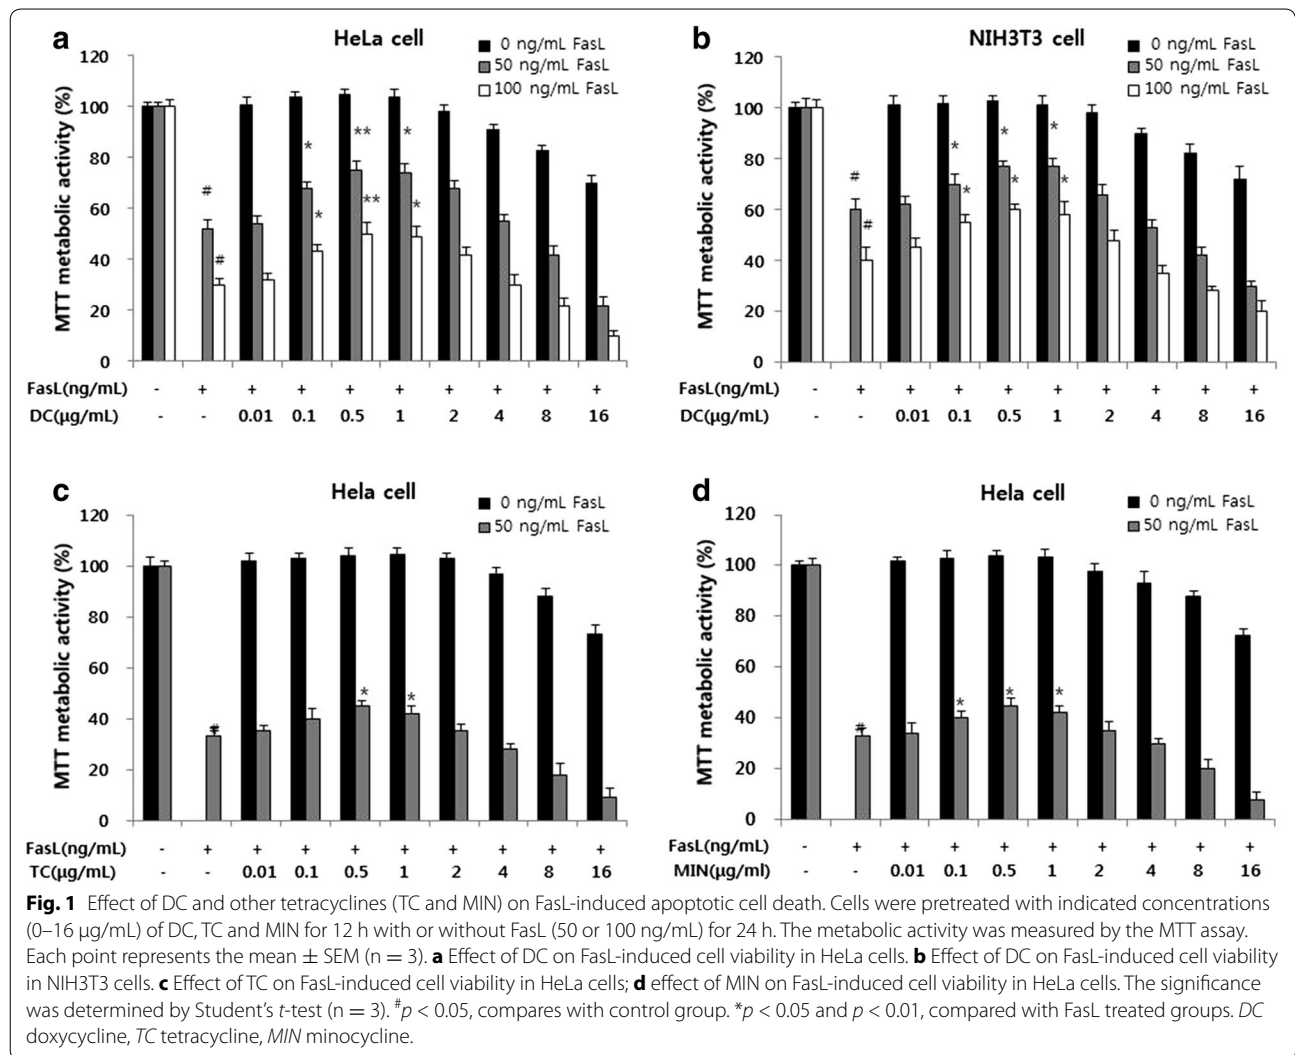 a
HeLa cell
0 ng/mL FasL
50 ng/mL FasL
100 ng/mL FasL
MTT metabolic activity (%)
120
100
80
60
40
20
0
#
#
*
*
**
**
*
*
FasL(ng/mL) - + + + + + + + + +
DC(µg/mL) - - 0.01 0.1 0.5 1 2 4 8 16
b
NIH3T3 cell
0 ng/mL FasL
50 ng/mL FasL
100 ng/mL FasL
MTT metabolic activity (%)
120
100
80
60
40
20
0
#
#
*
*
*
*
*
*
FasL(ng/mL) - + + + + + + + + +
DC(µg/mL) - - 0.01 0.1 0.5 1 2 4 8 16
c
Hela cell
0 ng/mL FasL
50 ng/mL FasL
MTT metabolic activity (%)
120
100
80
60
40
20
0
#
*
*
FasL(ng/mL) - + + + + + + + + +
TC(µg/mL) - - 0.01 0.1 0.5 1 2 4 8 16
d
Hela cell
0 ng/mL FasL
50 ng/mL FasL
MTT metabolic activity (%)
120
100
80
60
40
20
0
#
*
*
*
FasL(ng/mL) - + + + + + + + + +
MIN(µg/ml) - - 0.01 0.1 0.5 1 2 4 8 16
Fig. 1 Effect of DC and other tetracyclines (TC and MIN) on FasL-induced apoptotic cell death. Cells were pretreated with indicated concentrations
(0–16 µg/mL) of DC, TC and MIN for 12 h with or without FasL (50 or 100 ng/mL) for 24 h. The metabolic activity was measured by the MTT assay.
Each point represents the mean ± SEM (n = 3). a Effect of DC on FasL-induced cell viability in HeLa cells. b Effect of DC on FasL-induced cell viability
in NIH3T3 cells. c Effect of TC on FasL-induced cell viability in HeLa cells; d effect of MIN on FasL-induced cell viability in HeLa cells. The significance
was determined by Student's t-test (n = 3). #p < 0.05, compares with control group. *p < 0.05 and p < 0.01, compared with FasL treated groups. DC
doxycycline, TC tetracycline, MIN minocycline.